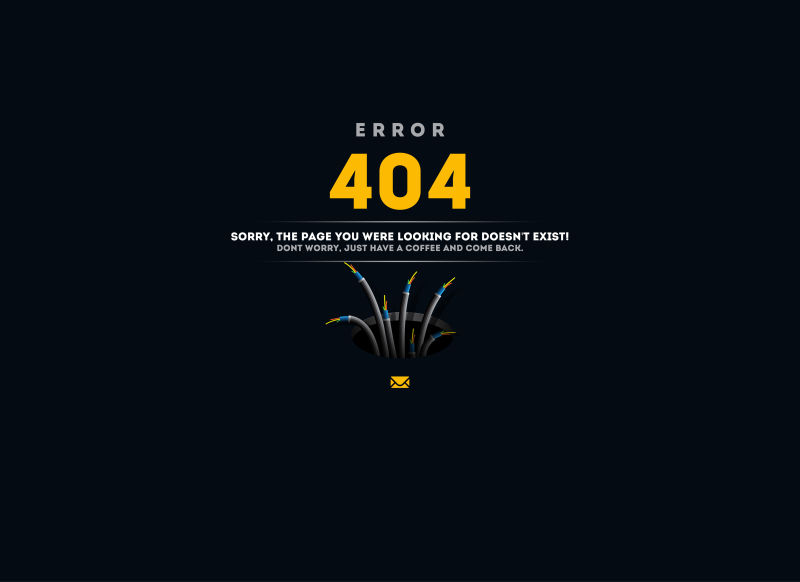 ERROR
404
SORRY, THE PAGE YOU WERE LOOKING FOR DOESN'T EXIST!
DONT WORRY, JUST HAVE A COFFEE AND COME BACK.